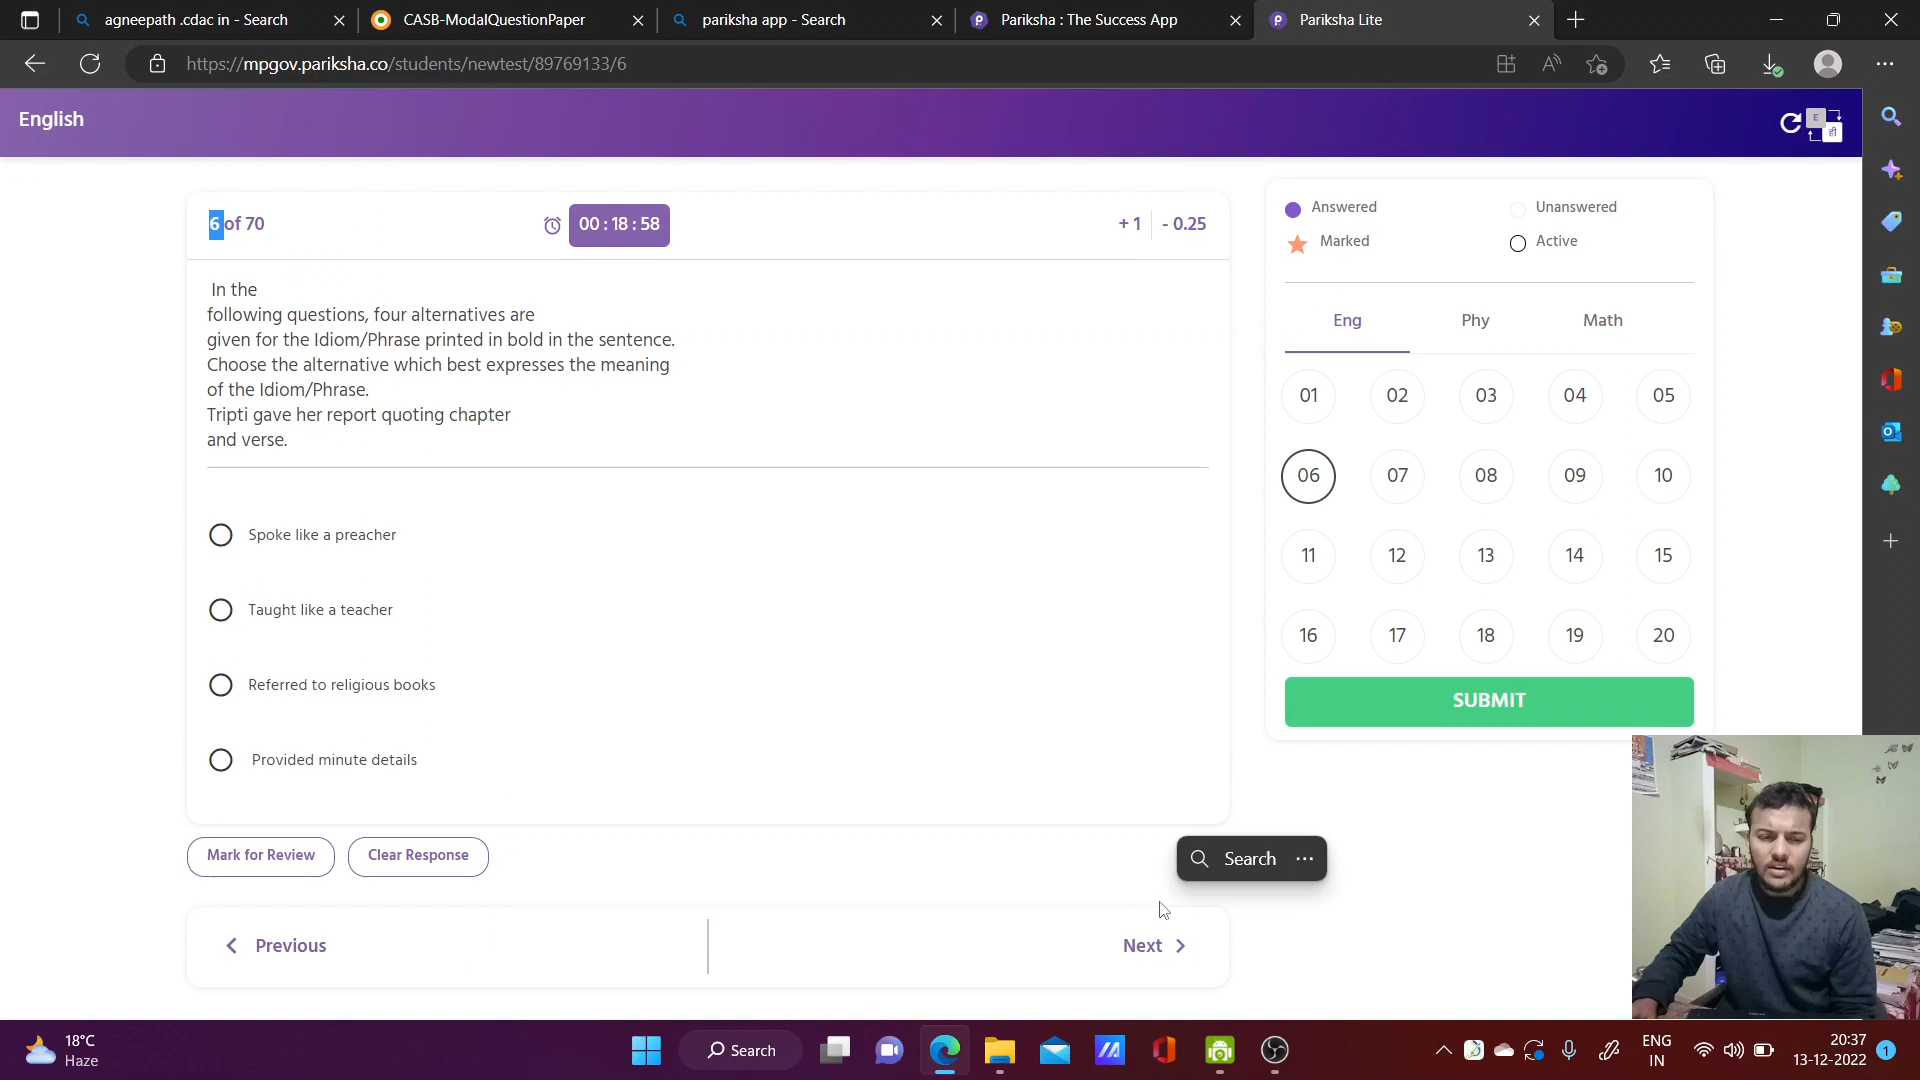 agneepath .cdac in - Search
CASB-ModalQuestionPaper
pariksha app - Search
Pariksha : The Success App
Pariksha Lite
https://mpgov.pariksha.co/students/newtest/89769133/6
English
E
ही
6 of 70
00 : 18 : 58
+ 1
- 0.25
In the
following questions, four alternatives are
given for the Idiom/Phrase printed in bold in the sentence.
Choose the alternative which best expresses the meaning
of the Idiom/Phrase.
Tripti gave her report quoting chapter
and verse.
Spoke like a preacher
Taught like a teacher
Referred to religious books
Provided minute details
Mark for Review
Clear Response
Search
Previous
Next
Answered
Unanswered
Marked
Active
Eng
Phy
Math
01
02
03
04
05
06
07
08
09
10
11
12
13
14
15
16
17
18
19
20
SUBMIT
18°C
Haze
Search
ENG
IN
20:37
13-12-2022
1